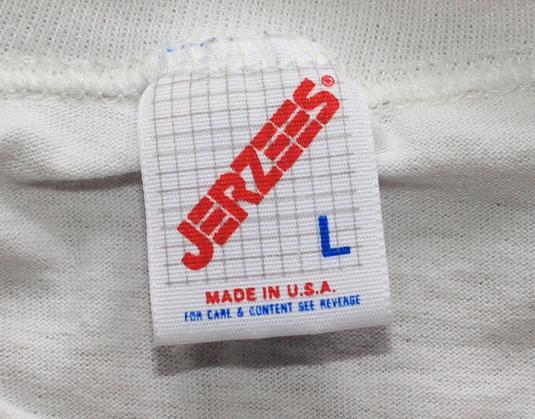 JERZEES®
L
MADE IN U.S.A.
FOR CARE & CONTENT SEE REVERSE